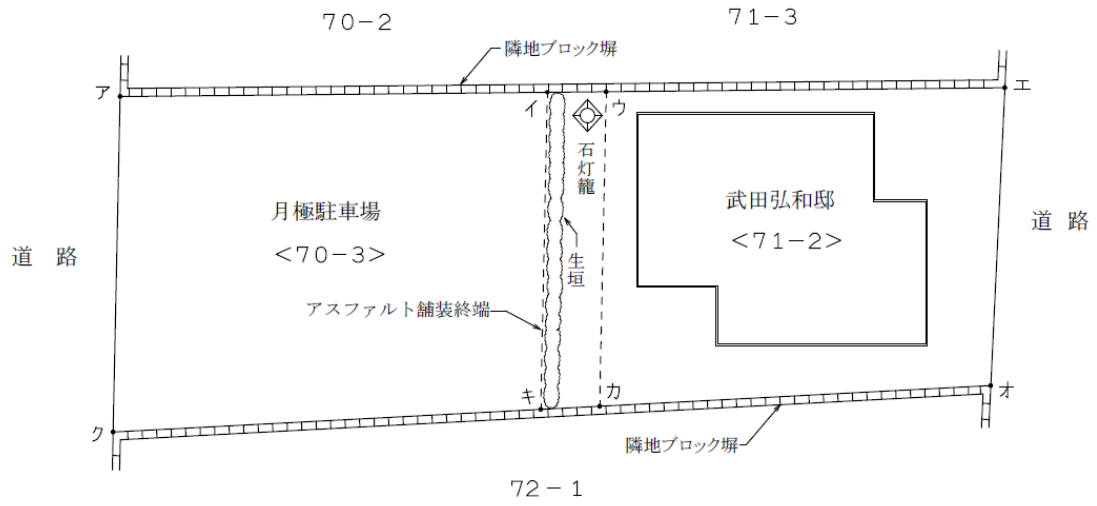 70-2
71-3
隣地ブロック塀
ア
イ
ウ
エ
石灯籠
月極駐車場
<70-3>
武田弘和邸
<71-2>
道 路
道 路
生垣
アスファルト舗装終端
キ
カ
オ
ク
隣地ブロック塀
72-1